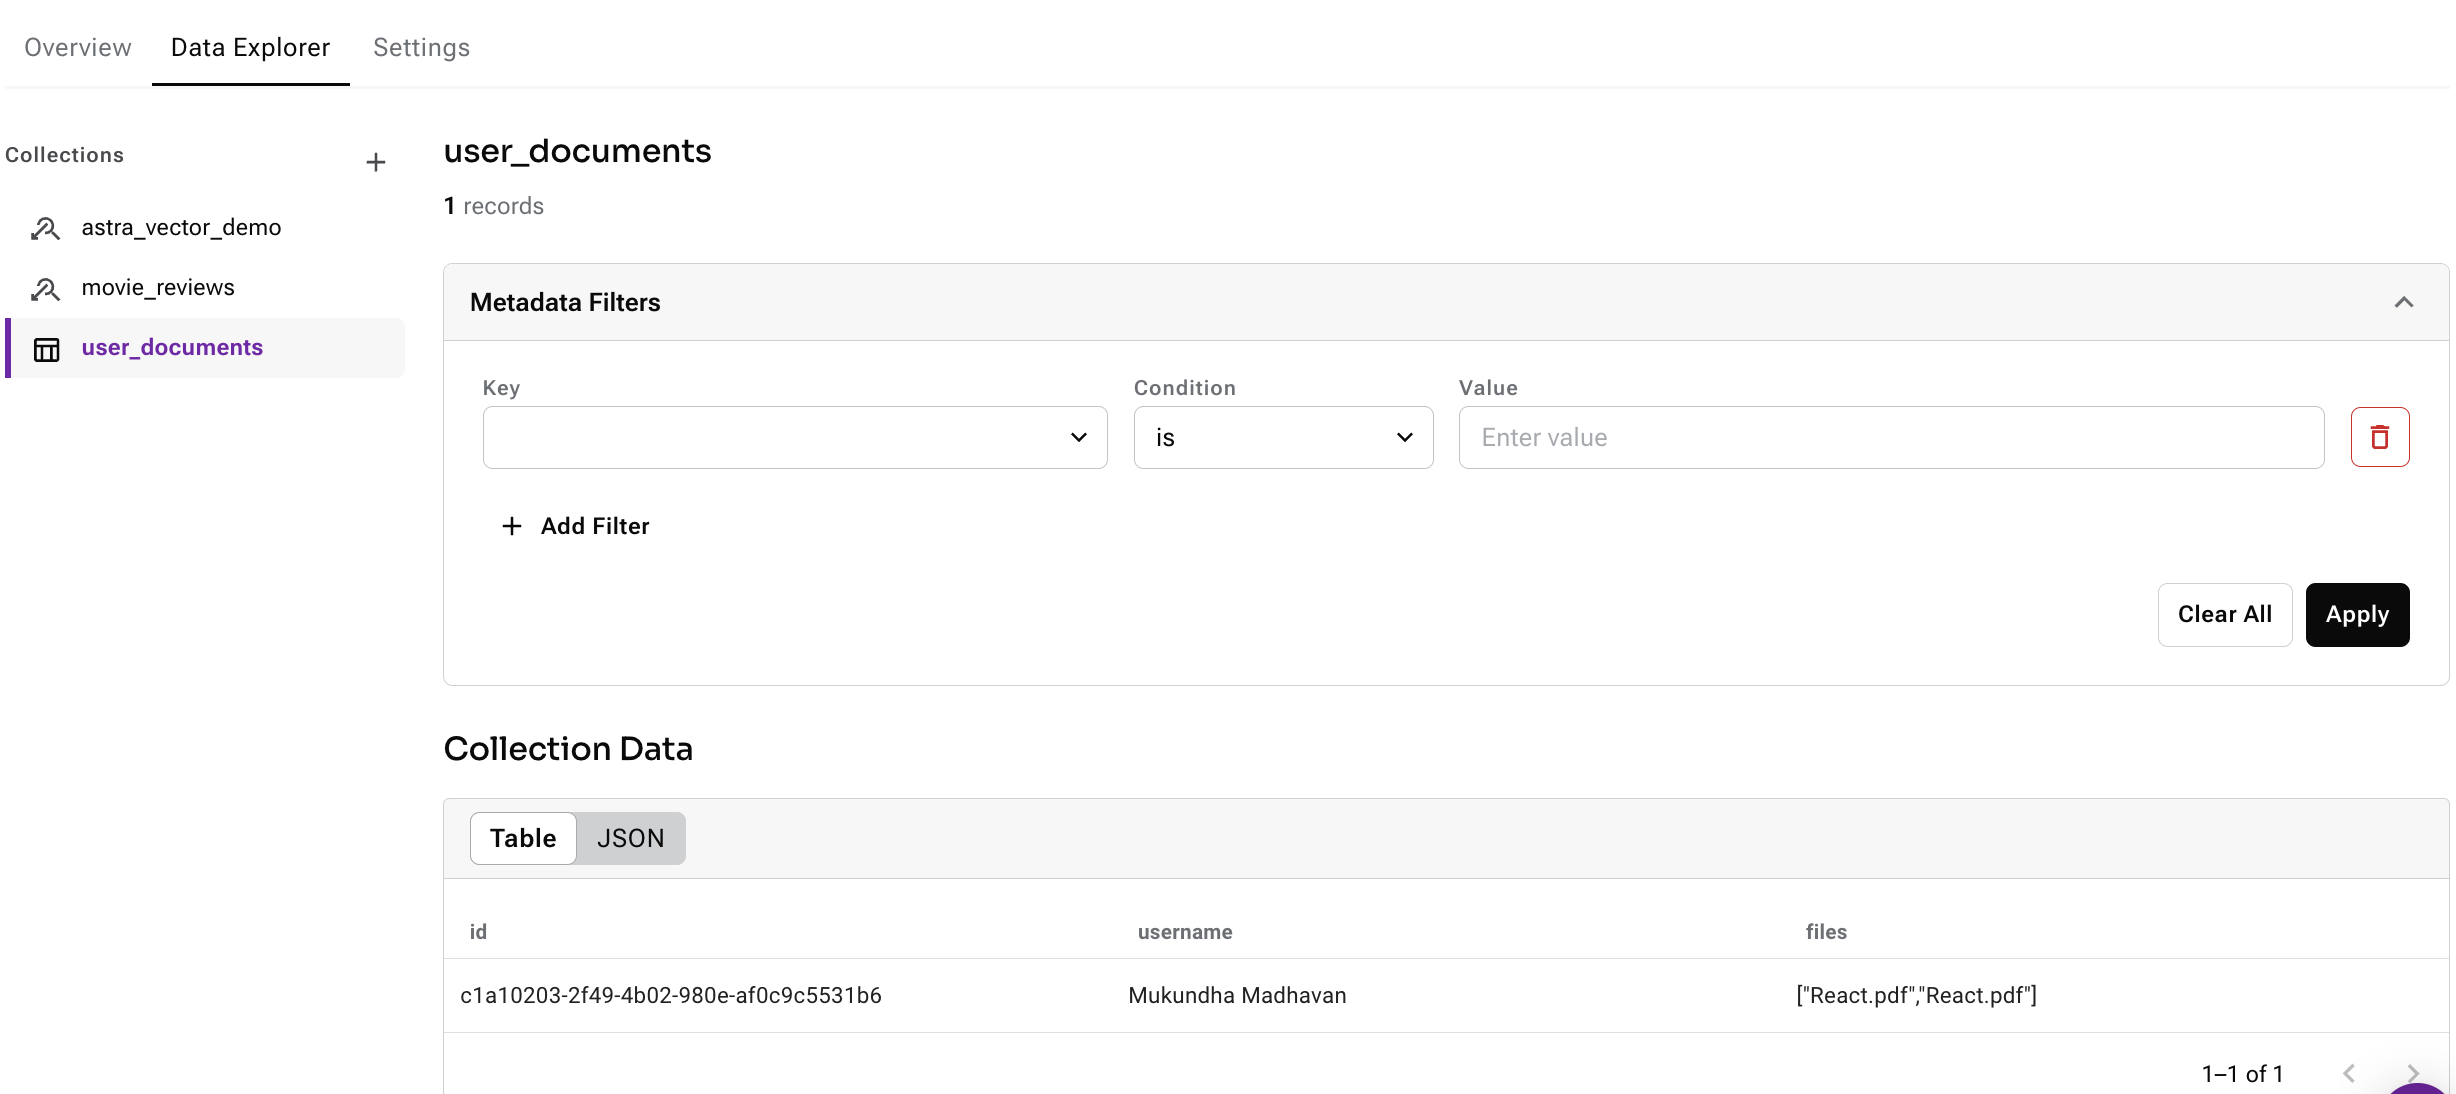 Overview Data Explorer Settings
Collections
astra_vector_demo
movie_reviews
user_documents
user_documents
1 records
Metadata Filters
Key Condition Value
is Enter value
Add Filter
Clear All Apply
Collection Data
Table JSON
id username files
c1a10203-2f49-4b02-980e-af0c9c5531b6 Mukundha Madhavan ["React.pdf","React.pdf"]
1–1 of 1